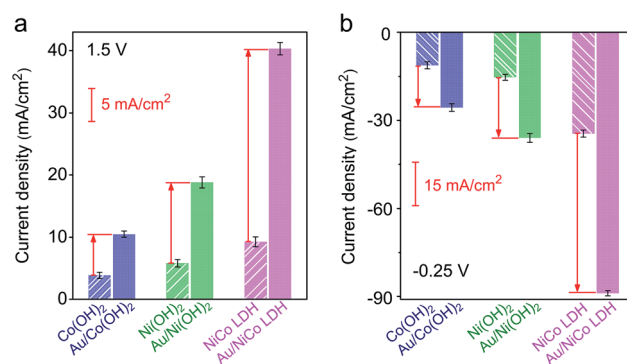 a
1.5 V
5 mA/cm²
Current density (mA/cm²)
40
30
20
10
0
Co(OH)₂
Au/Co(OH)₂
Ni(OH)₂
Au/Ni(OH)₂
NiCo LDH
Au/NiCo LDH
b
0
-30
-60
-90
Current density (mA/cm²)
15 mA/cm²
-0.25 V
Co(OH)₂
Au/Co(OH)₂
Ni(OH)₂
Au/Ni(OH)₂
NiCo LDH
Au/NiCo LDH